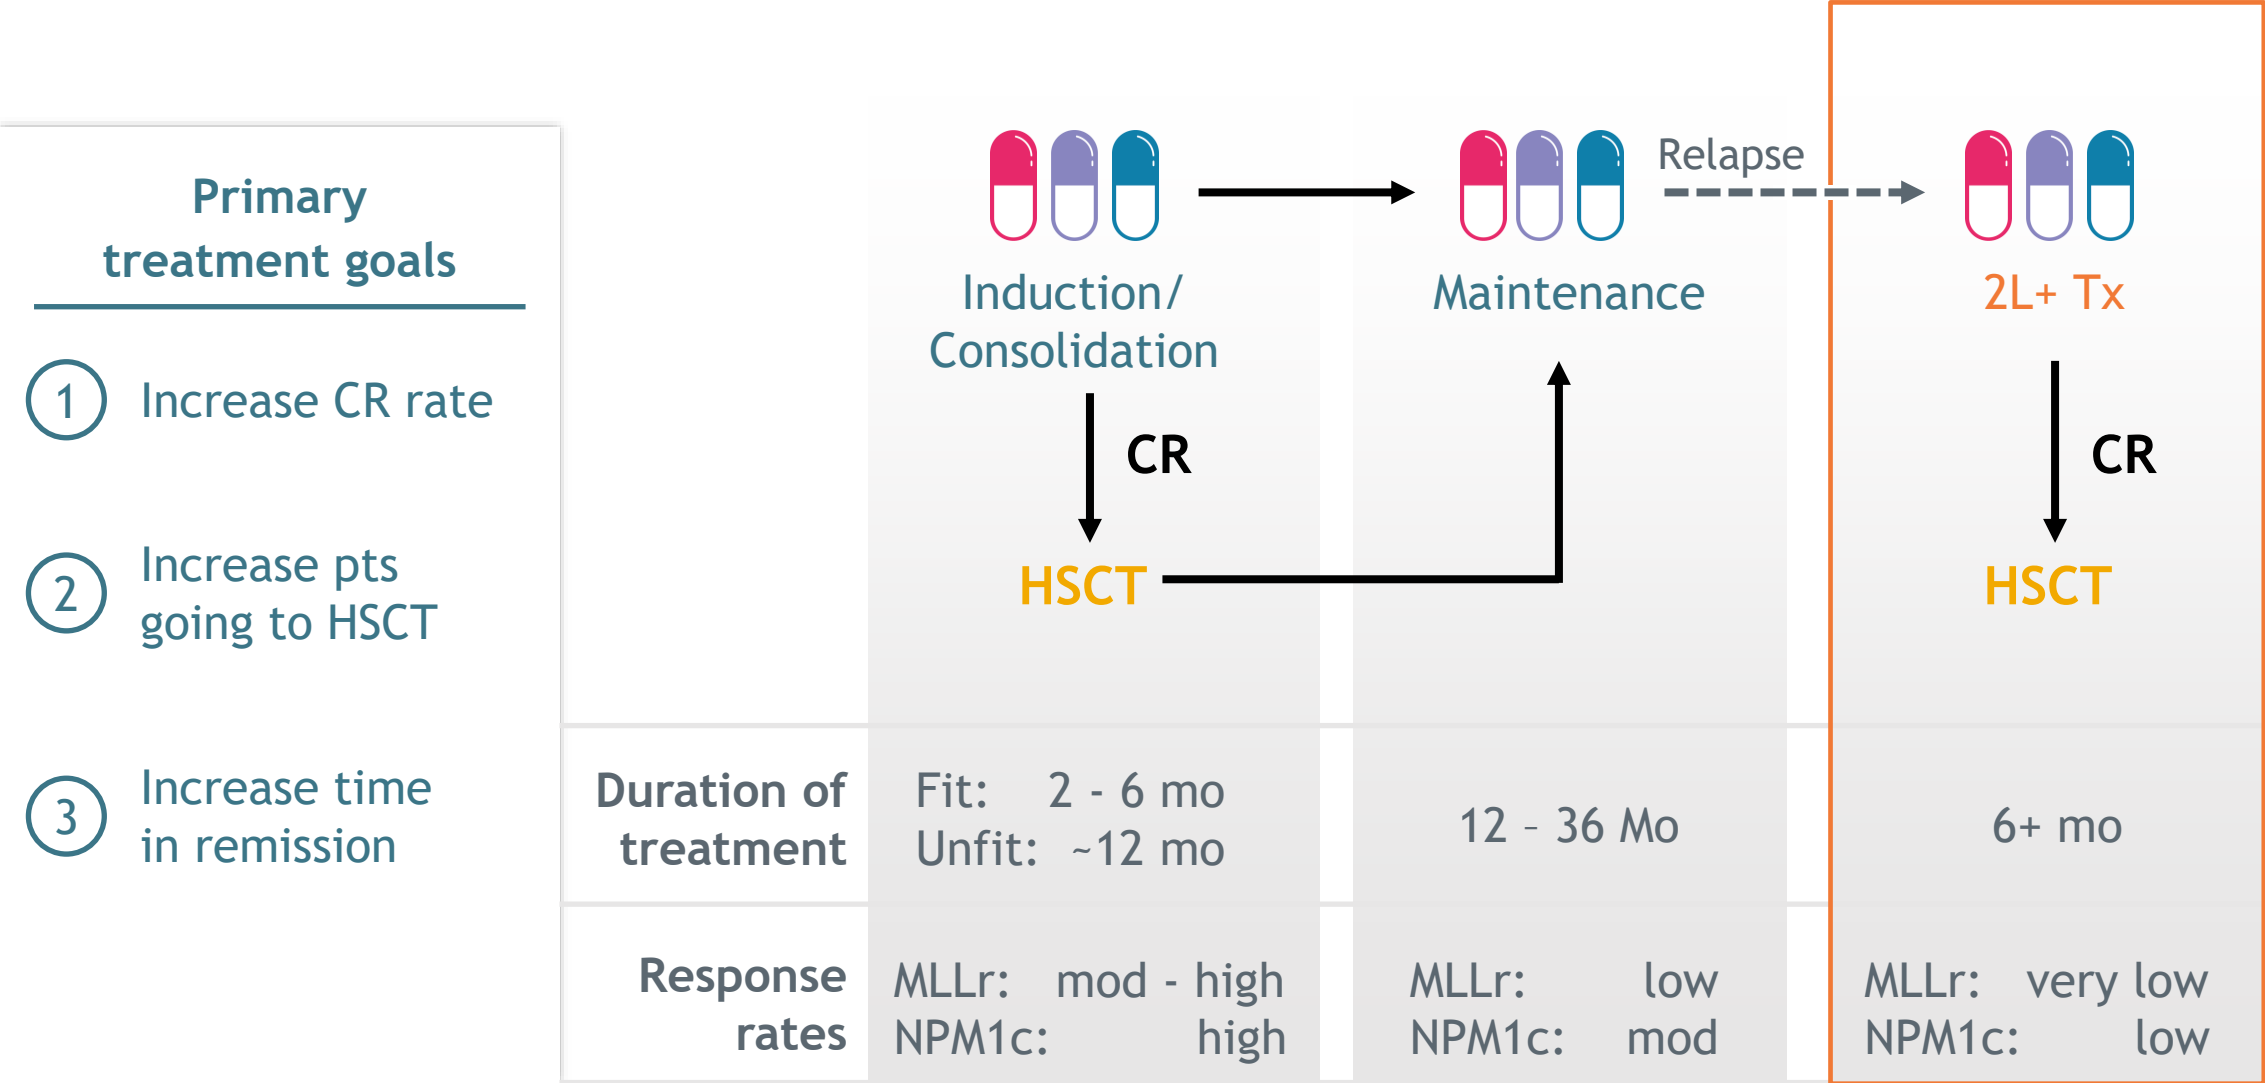 Primary
treatment goals
1 Increase CR rate
2 Increase pts
going to HSCT
3 Increase time
in remission
Induction/
Consolidation
CR
HSCT
Maintenance
Relapse
2L+ Tx
CR
HSCT
Duration of
treatment
Fit: 2 - 6 mo
Unfit: ~12 mo
12 – 36 Mo
6+ mo
Response
rates
MLLr: mod - high
NPM1c: high
MLLr: low
NPM1c: mod
MLLr: very low
NPM1c: low